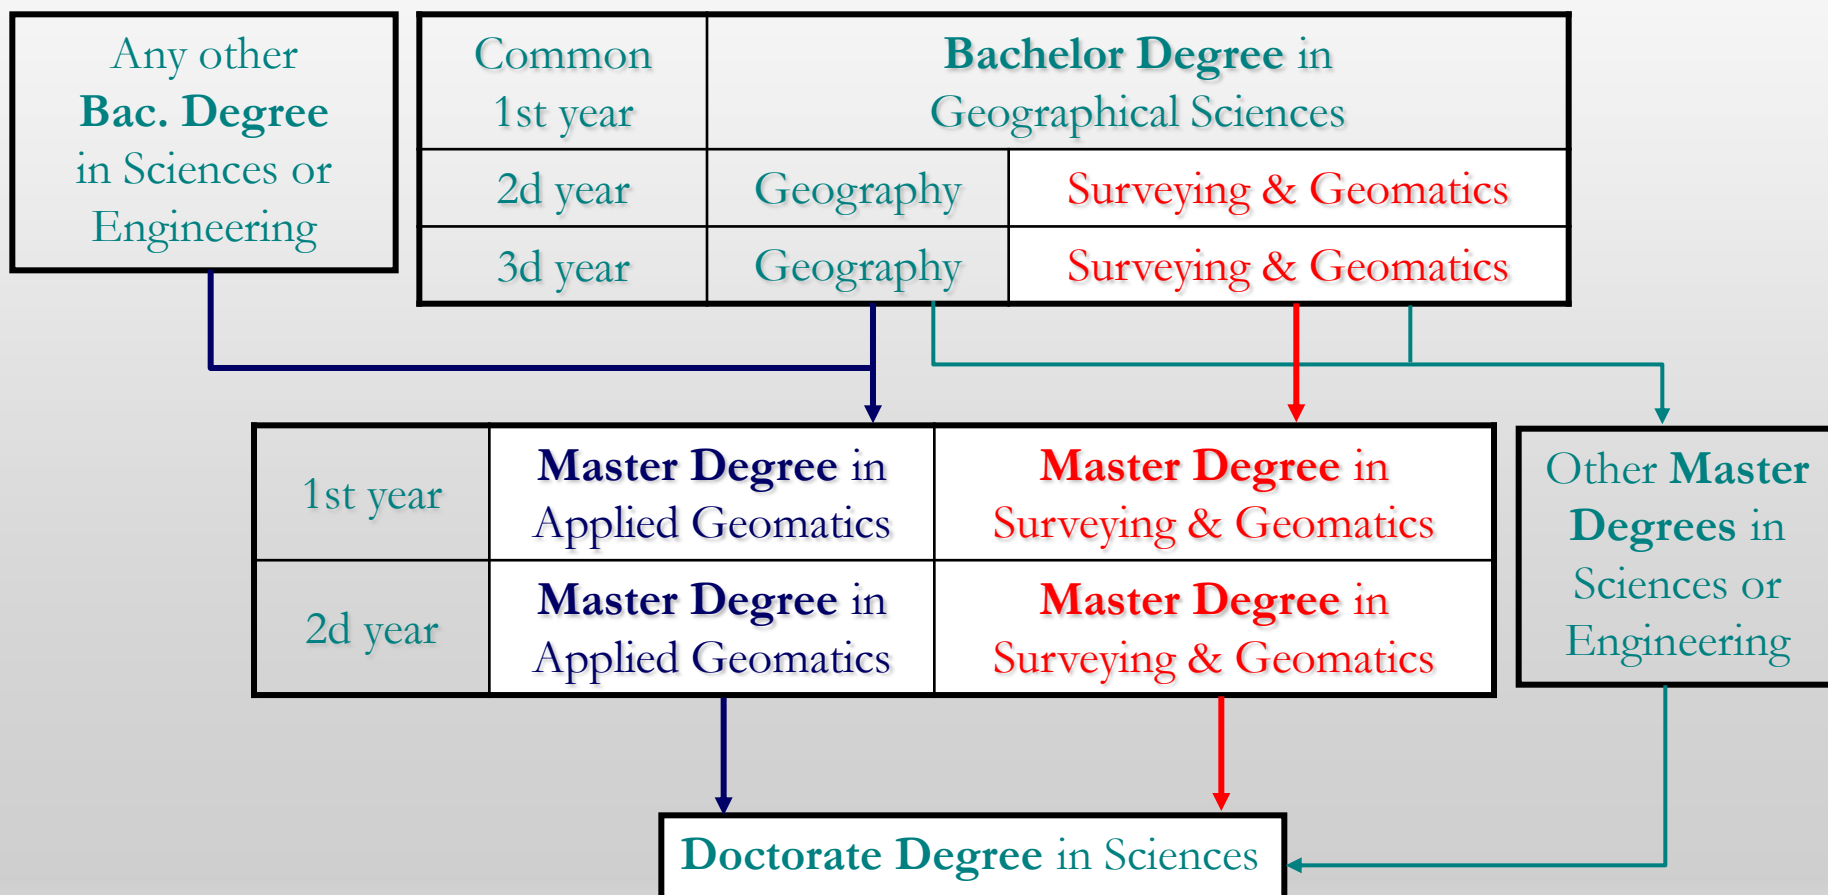 Any other
Bac. Degree
in Sciences or
Engineering
Common
1st year
Bachelor Degree in
Geographical Sciences
2d year
Geography
Surveying & Geomatics
3d year
Geography
Surveying & Geomatics
1st year
Master Degree in
Applied Geomatics
Master Degree in
Surveying & Geomatics
2d year
Master Degree in
Applied Geomatics
Master Degree in
Surveying & Geomatics
Other Master
Degrees in
Sciences or
Engineering
Doctorate Degree in Sciences